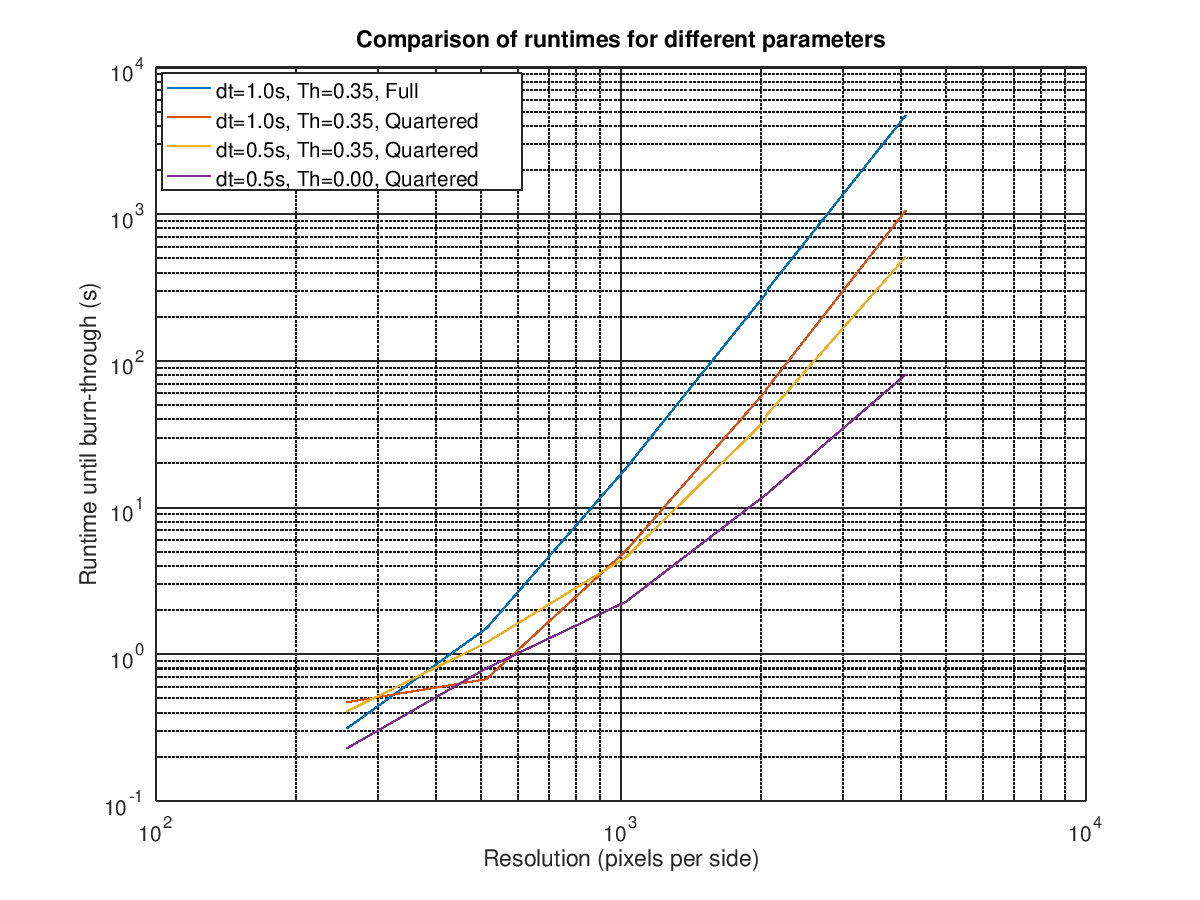 Comparison of runtimes for different parameters
dt=1.0s, Th=0.35, Full
dt=1.0s, Th=0.35, Quartered
dt=0.5s, Th=0.35, Quartered
dt=0.5s, Th=0.00, Quartered
Runtime until burn-through (s)
10^4
10^3
10^2
10^1
10^0
10^-1
10^2
10^3
10^4
Resolution (pixels per side)